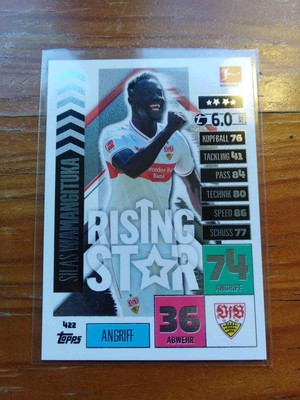 SILAS WAMANGITUKA
6,0
KOPFBALL 76
TACKLING 41
PASS 84
TECHNIK 80
SPEED 86
SCHUSS 77
RISING
STAR
74
ANGRIFF
422
Topps
ANGRIFF
36
ABWEHR
VfB